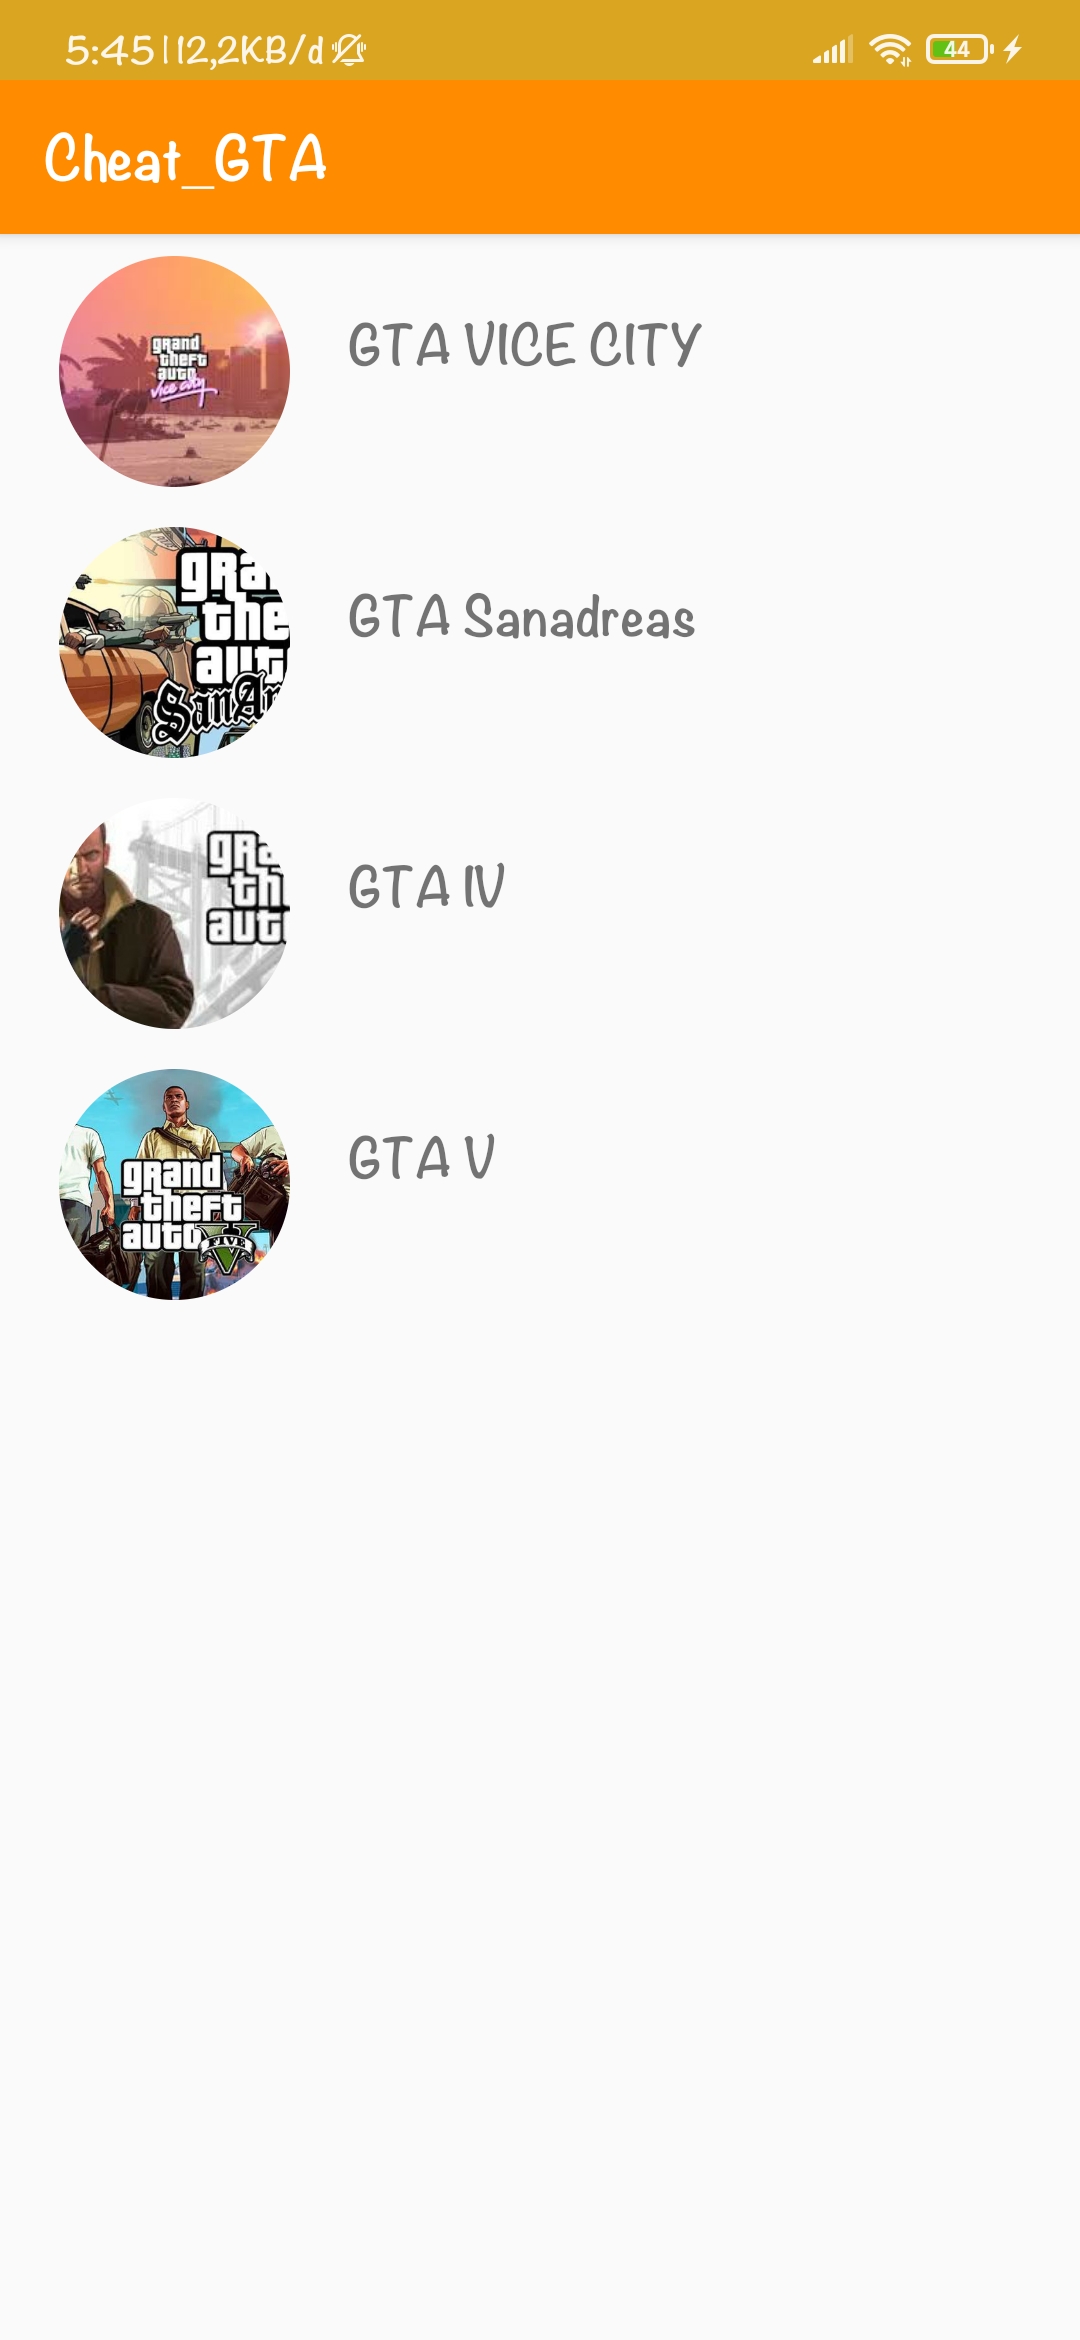 5:45 | 12,2KB/d
44
Cheat_GTA
grand
theft
auto
vice city
GTA VICE CITY
gra
the
aut
SanAn
GTA Sanadreas
gra
th
auto
GTA IV
grand
theft
auto
FIVE
V
GTA V